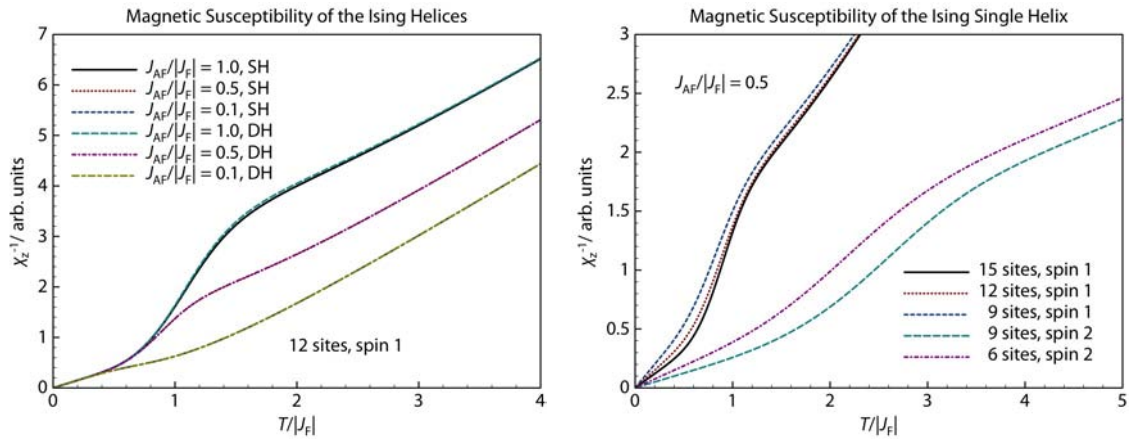 Magnetic Susceptibility of the Ising Helices
7
6
5
4
3
2
1
0
χz⁻¹/ arb. units
J_AF/|J_F| = 1.0, SH
J_AF/|J_F| = 0.5, SH
J_AF/|J_F| = 0.1, SH
J_AF/|J_F| = 1.0, DH
J_AF/|J_F| = 0.5, DH
J_AF/|J_F| = 0.1, DH
12 sites, spin 1
0 1 2 3 4
T/|J_F|
Magnetic Susceptibility of the Ising Single Helix
3
2.5
2
1.5
1
0.5
0
χz⁻¹/ arb. units
J_AF/|J_F| = 0.5
15 sites, spin 1
12 sites, spin 1
9 sites, spin 1
9 sites, spin 2
6 sites, spin 2
0 1 2 3 4 5
T/|J_F|